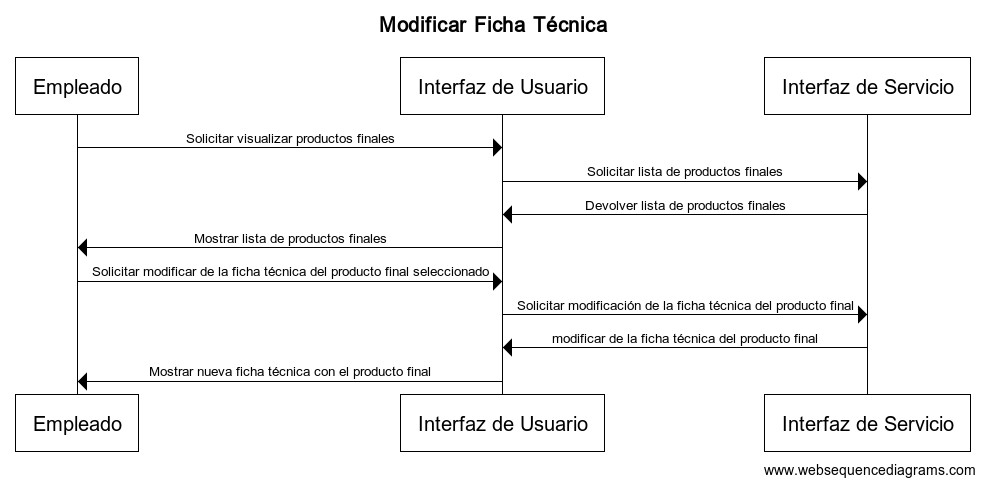 Modificar Ficha Técnica
Empleado
Interfaz de Usuario
Interfaz de Servicio
Solicitar visualizar productos finales
Solicitar lista de productos finales
Devolver lista de productos finales
Mostrar lista de productos finales
Solicitar modificar de la ficha técnica del producto final seleccionado
Solicitar modificación de la ficha técnica del producto final
modificar de la ficha técnica del producto final
Mostrar nueva ficha técnica con el producto final
Empleado
Interfaz de Usuario
Interfaz de Servicio
www.websequencediagrams.com